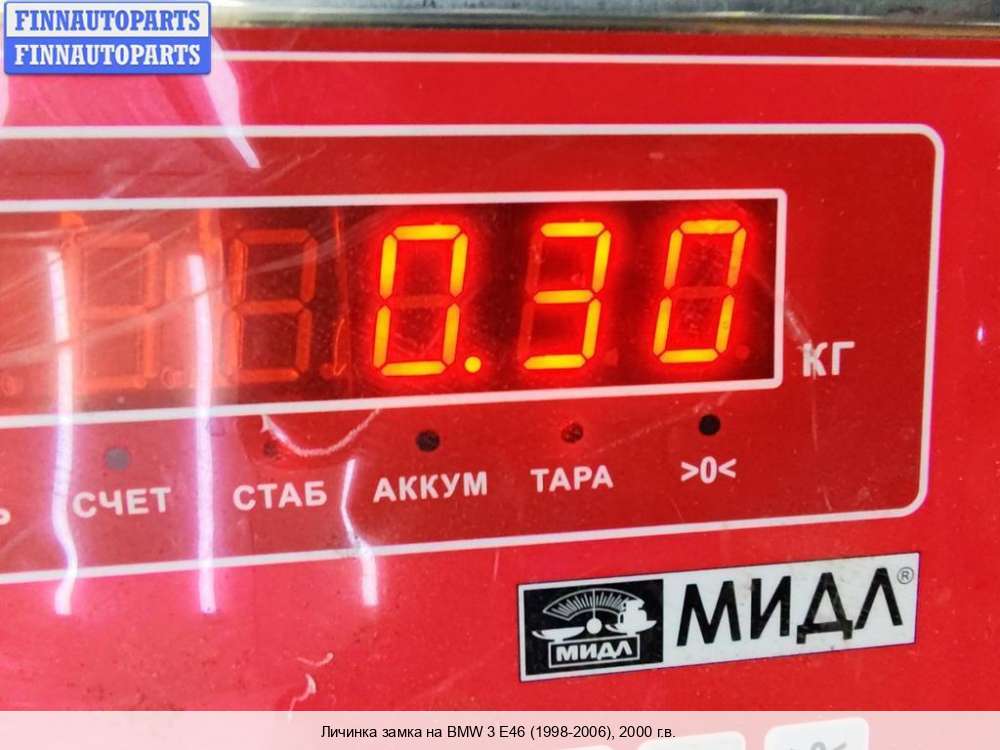 FINNAUTOPARTS
FINNAUTOPARTS
0.30
КГ
СЧЕТ СТАБ АККУМ ТАРА >0<
МИДЛ МИДЛ®
Личинка замка на BMW 3 E46 (1998-2006), 2000 г.в.